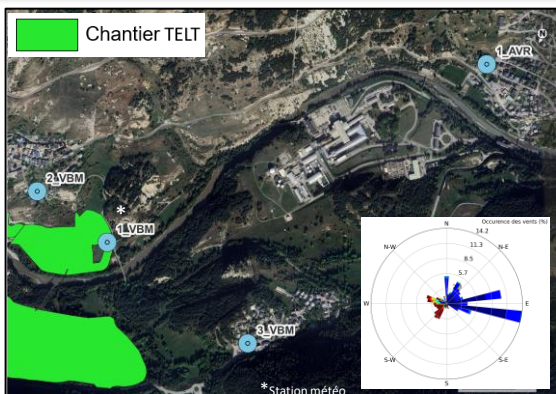 Chantier TELT
N
1_AVR
2_VBM
*
1_VBM
3_VBM
*Station météo
Occurence des vents (%)
N
14.2
11.3
8.5
5.7
N-W
N-E
W
E
S-W
S-E
S